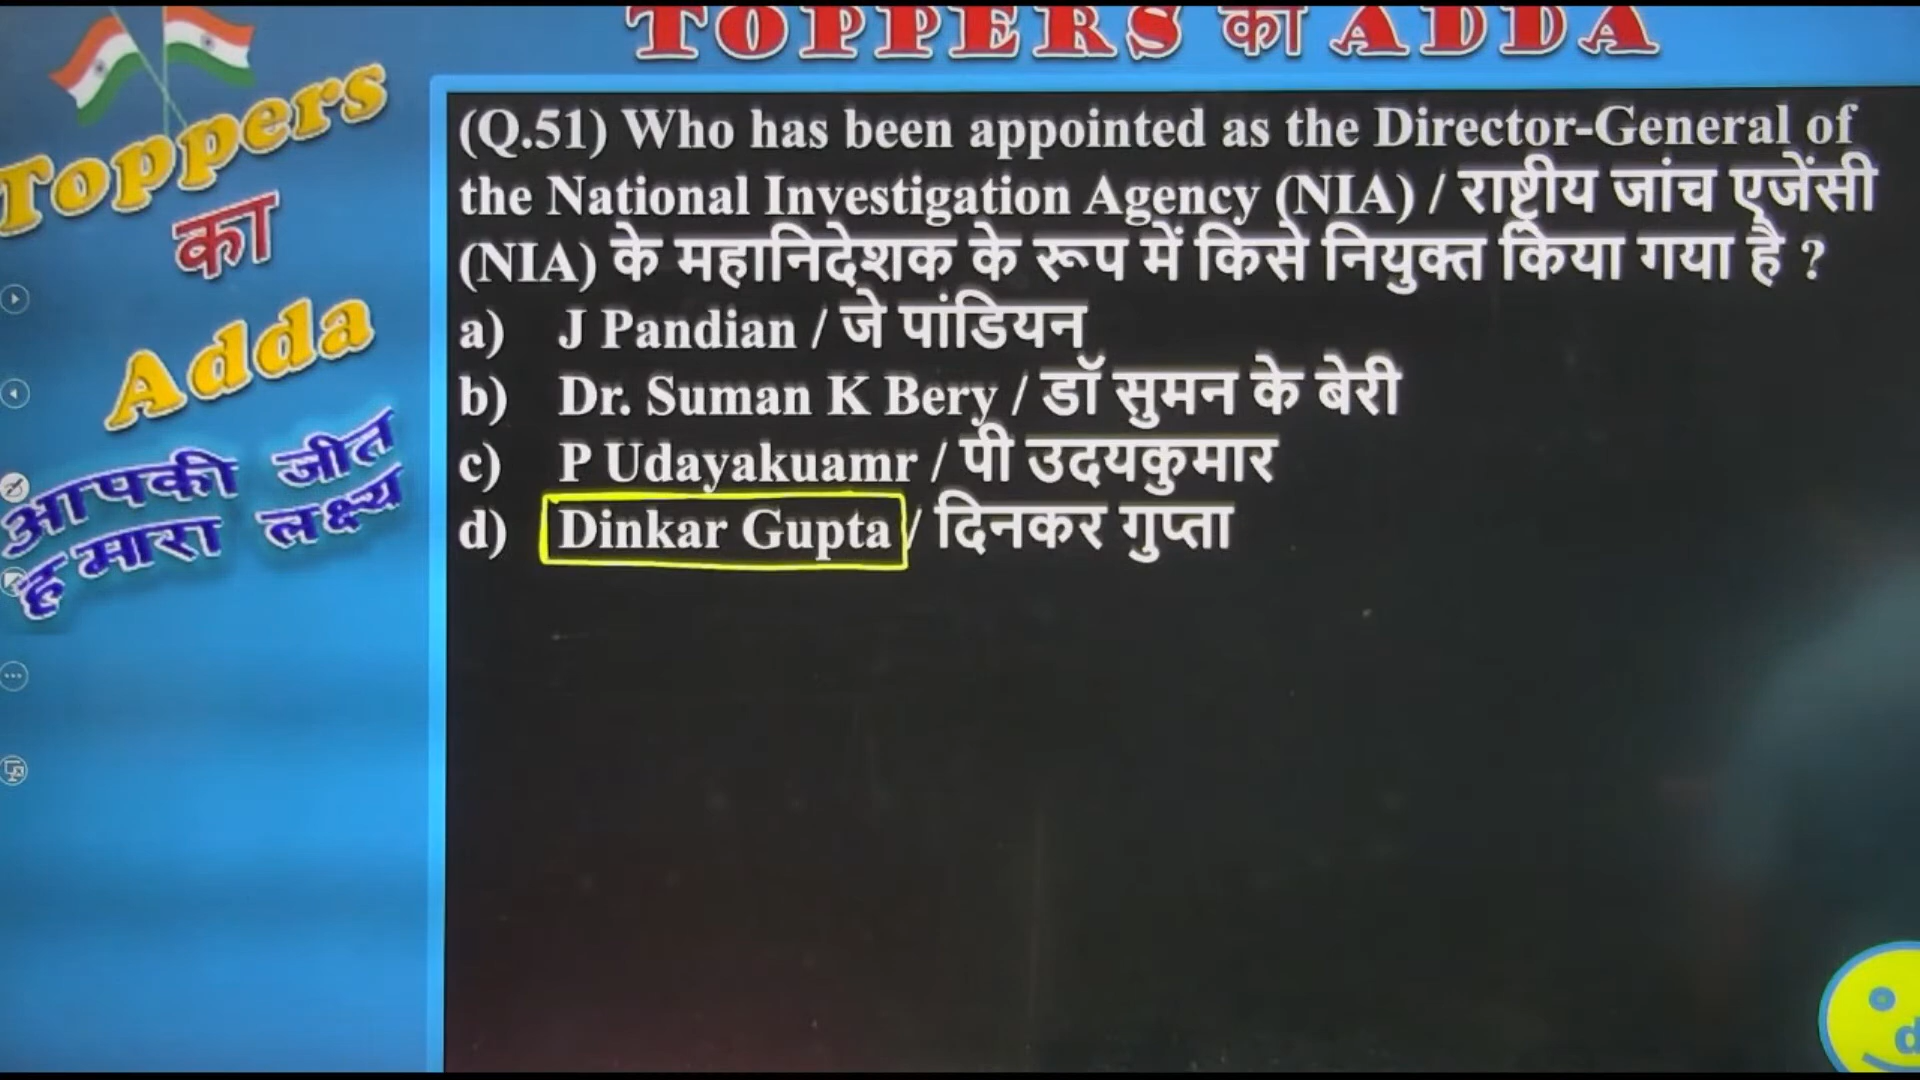 TOPPERS का ADDA
Toppers
का
Adda
आपकी जीत
हमारा लक्ष्य
(Q.51) Who has been appointed as the Director-General of
the National Investigation Agency (NIA) / राष्ट्रीय जांच एजेंसी
(NIA) के महानिदेशक के रूप में किसे नियुक्त किया गया है ?
a) J Pandian / जे पांडियन
b) Dr. Suman K Bery / डॉ सुमन के बेरी
c) P Udayakuamr / पी उदयकुमार
d) Dinkar Gupta / दिनकर गुप्ता
d